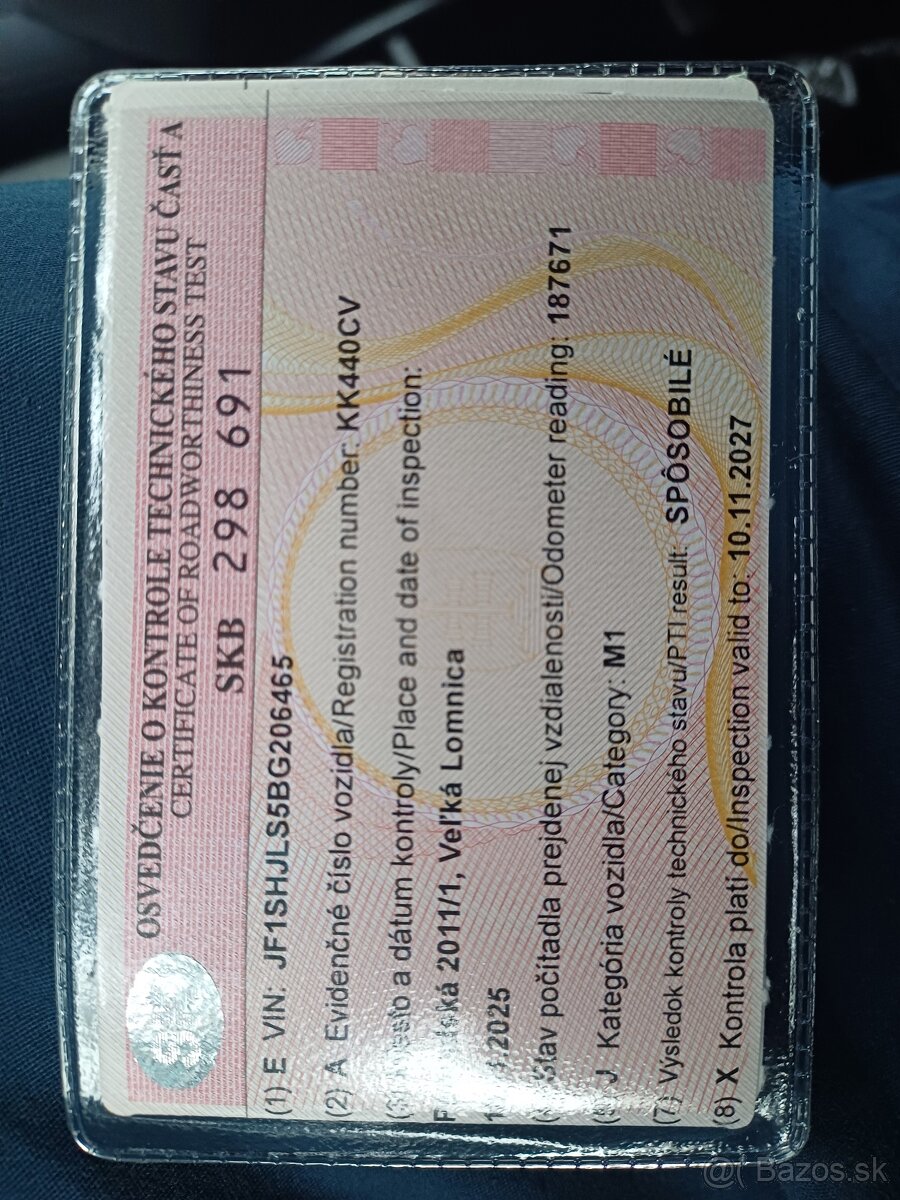 OSVEDČENIE O KONTROLE TECHNICKÉHO STAVU ČASŤ A
CERTIFICATE OF ROADWORTHINESS TEST
SKB 298 691
(1) E VIN: JF1SHJLS5BG206465
(2) A Evidenčné číslo vozidla/Registration number: KK440CV
a dátum kontroly/Place and date of inspection:
2011/1, Veľká Lomnica
.2025
Stav počítadla prejdenej vzdialenosti/Odometer reading: 187671
J Kategória vozidla/Category: M1
(7) Výsledok kontroly technického stavu/PTI result: SPÔSOBILÉ
(8) X Kontrola platí do/Inspection valid to: 10.11.2027
@( Bazos.sk